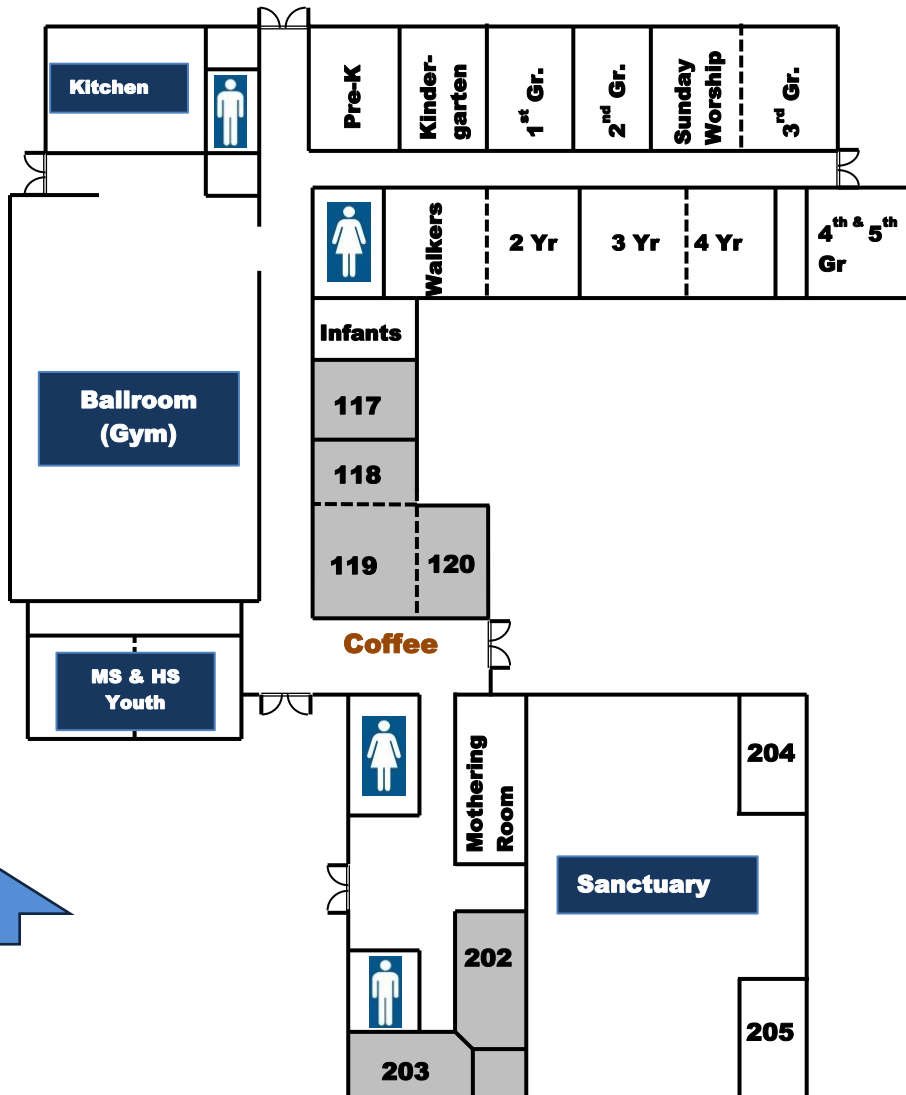 Kitchen
Pre-K
Kinder-
garten
1st Gr.
2nd Gr.
Sunday
Worship
3rd Gr.
Walkers
2 Yr
3 Yr
4 Yr
4th & 5th
Gr
Infants
Ballroom
(Gym)
117
118
119
120
Coffee
MS & HS
Youth
Mothering
Room
204
Sanctuary
202
205
203